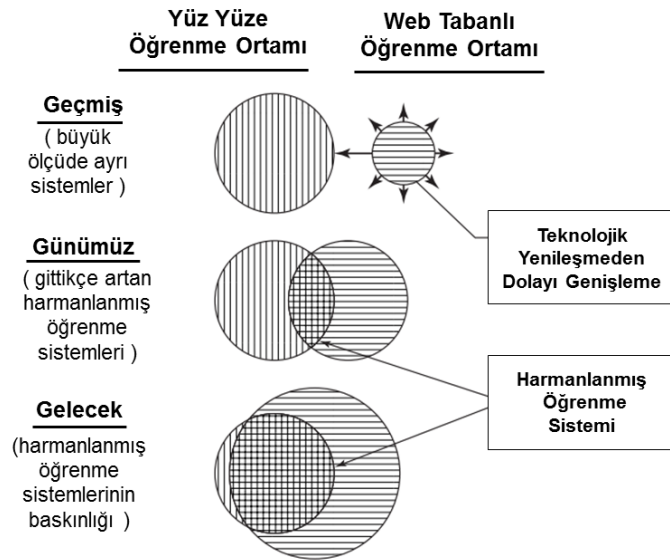 Yüz Yüze
Öğrenme Ortamı
Web Tabanlı
Öğrenme Ortamı
Geçmiş
( büyük
ölçüde ayrı
sistemler )
Teknolojik
Yenileşmeden
Dolayı Genişleme
Günümüz
( gittikçe artan
harmanlanmış
öğrenme
sistemleri )
Harmanlanmış
Öğrenme
Sistemi
Gelecek
(harmanlanmış
öğrenme
sistemlerinin
baskınlığı )